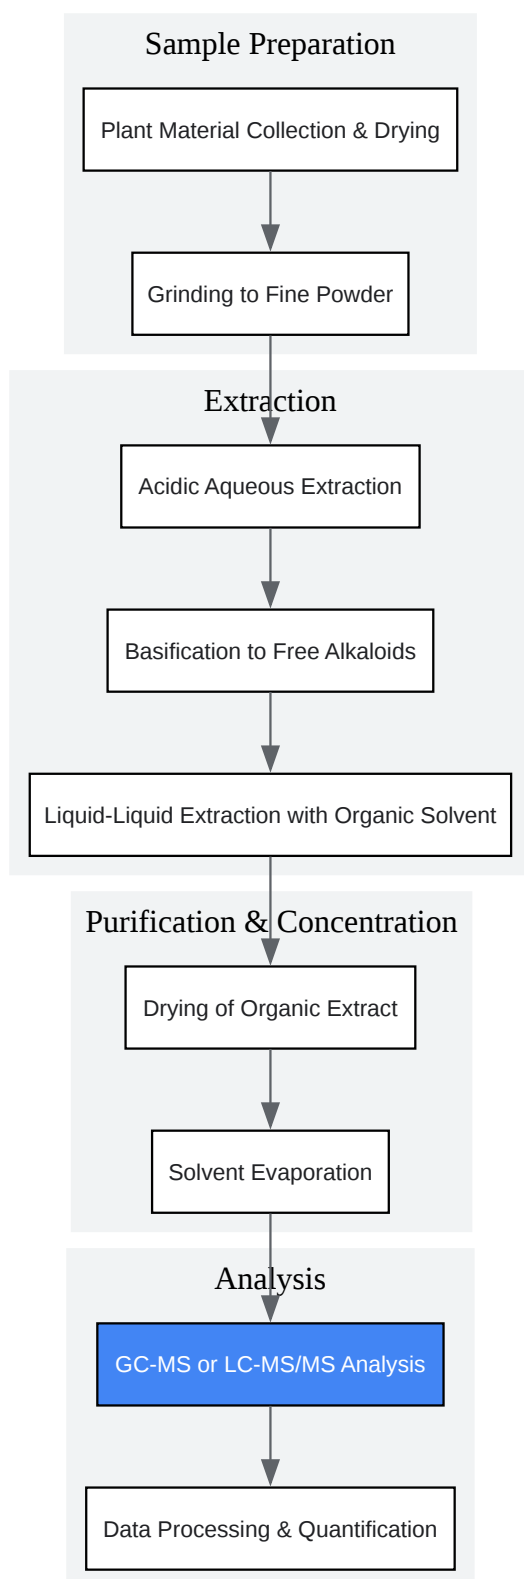 Sample Preparation
Plant Material Collection & Drying
Grinding to Fine Powder
Extraction
Acidic Aqueous Extraction
Basification to Free Alkaloids
Liquid-Liquid Extraction with Organic Solvent
Purification & Concentration
Drying of Organic Extract
Solvent Evaporation
Analysis
GC-MS or LC-MS/MS Analysis
Data Processing & Quantification